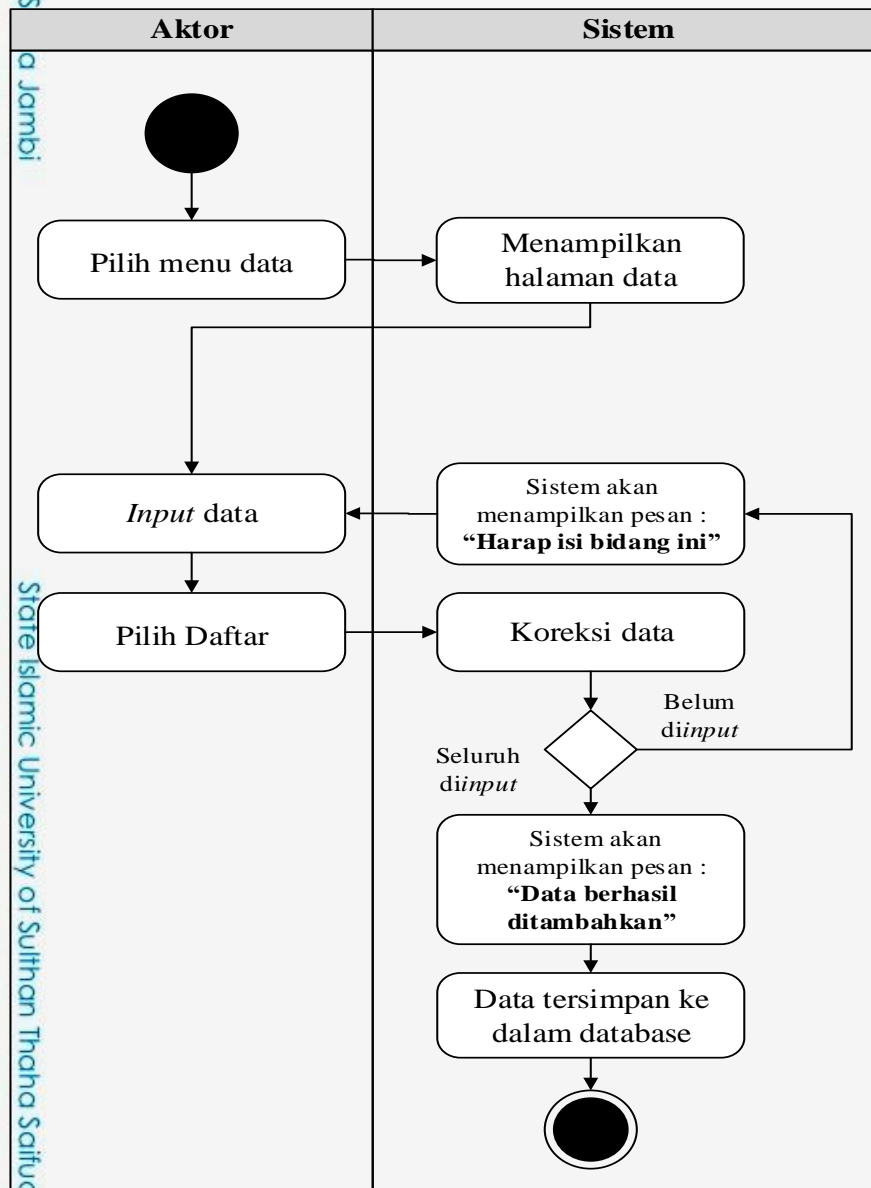 Aktor
Sistem
a Jambi
Pilih menu data
Menampilkan
halaman data
Input data
Sistem akan
menampilkan pesan :
“Harap isi bidang ini”
Pilih Daftar
Koreksi data
Belum
diinput
Seluruh
diinput
Sistem akan
menampilkan pesan :
“Data berhasil
ditambahkan”
Data tersimpan ke
dalam database
State Islamic University of Sulthan Thaha Saifud